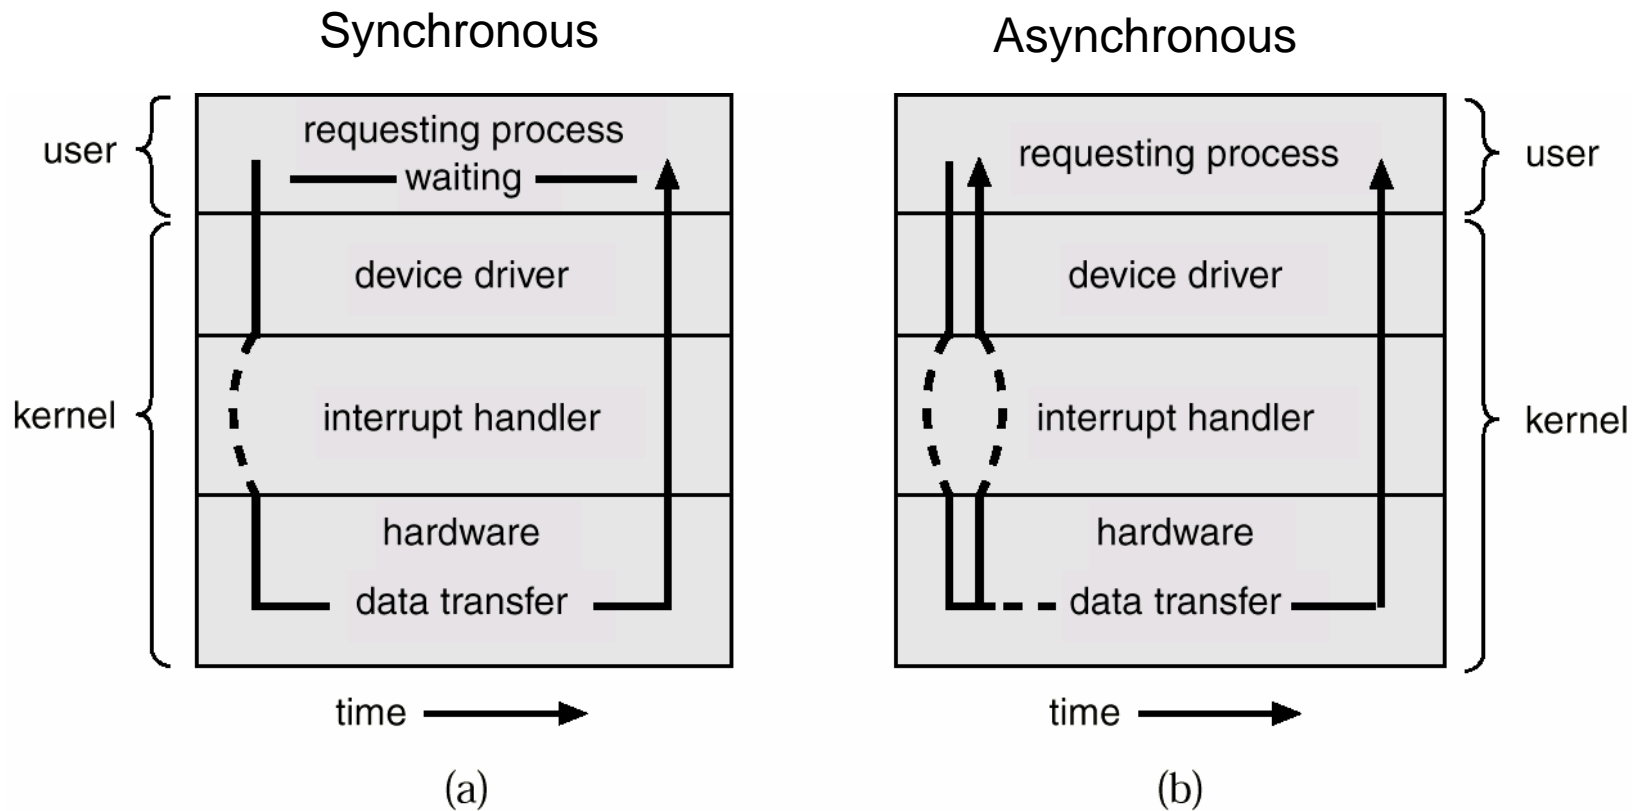 Synchronous
Asynchronous
user
kernel
requesting process
waiting
device driver
interrupt handler
hardware
data transfer
time
(a)
requesting process
device driver
interrupt handler
hardware
data transfer
user
kernel
time
(b)